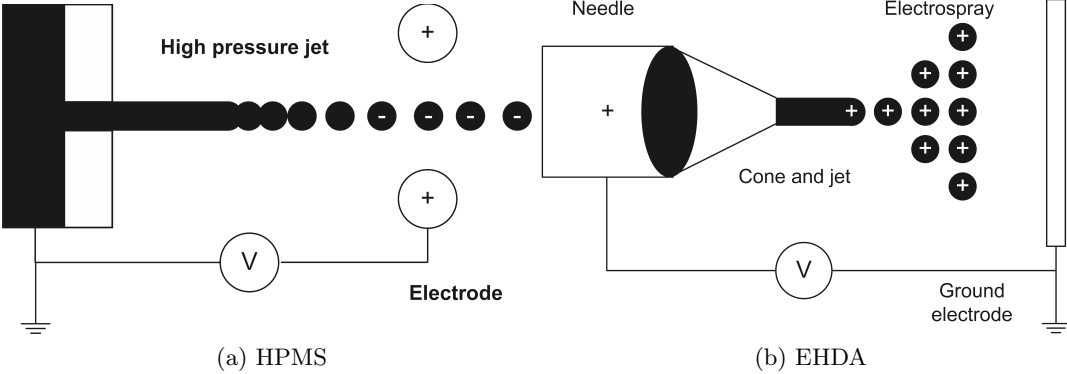 High pressure jet
+
- - - -
+
V
Electrode
(a) HPMS
Needle
Electrospray
+
+ +
+ + + + +
+ +
+
Cone and jet
V
Ground
electrode
(b) EHDA